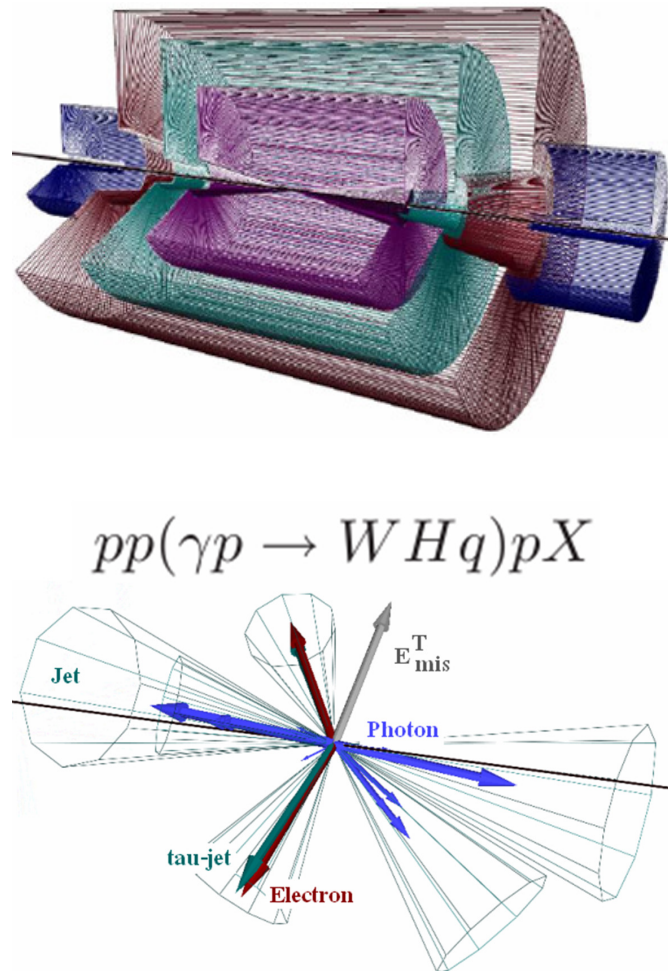 pp(γp → WHq)pX
E^T_mis
Jet
Photon
tau-jet
Electron